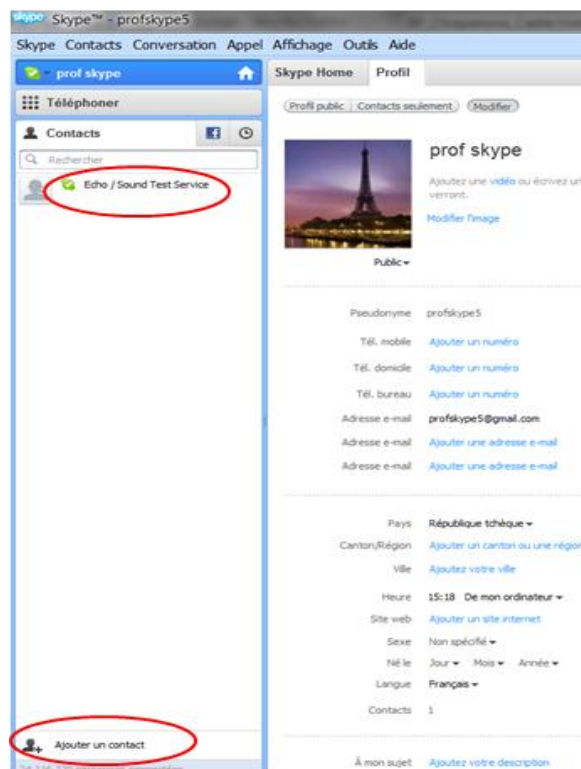 Skype™ - profskype5
Skype Contacts Conversation Appel Affichage Outils Aide
prof skype
Téléphoner
Contacts
Rechercher
Echo / Sound Test Service
Ajouter un contact
Skype Home Profil
Profil public Contacts seulement Modifier
prof skype
Ajoutez une vidéo ou écrivez un
verront.
Modifier l'image
Public
Pseudonyme profskype5
Tél. mobile Ajouter un numéro
Tél. domicile Ajouter un numéro
Tél. bureau Ajouter un numéro
Adresse e-mail profskype5@gmail.com
Adresse e-mail Ajouter une adresse e-mail
Adresse e-mail Ajouter une adresse e-mail
Pays République tchèque
Canton/Région Ajouter un canton ou une région
Ville Ajoutez votre ville
Heure 15:18 De mon ordinateur
Site web Ajouter un site internet
Sexe Non spécifié
Né le Jour Mois Année
Langue Français
Contacts 1
À mon sujet Ajoutez votre description